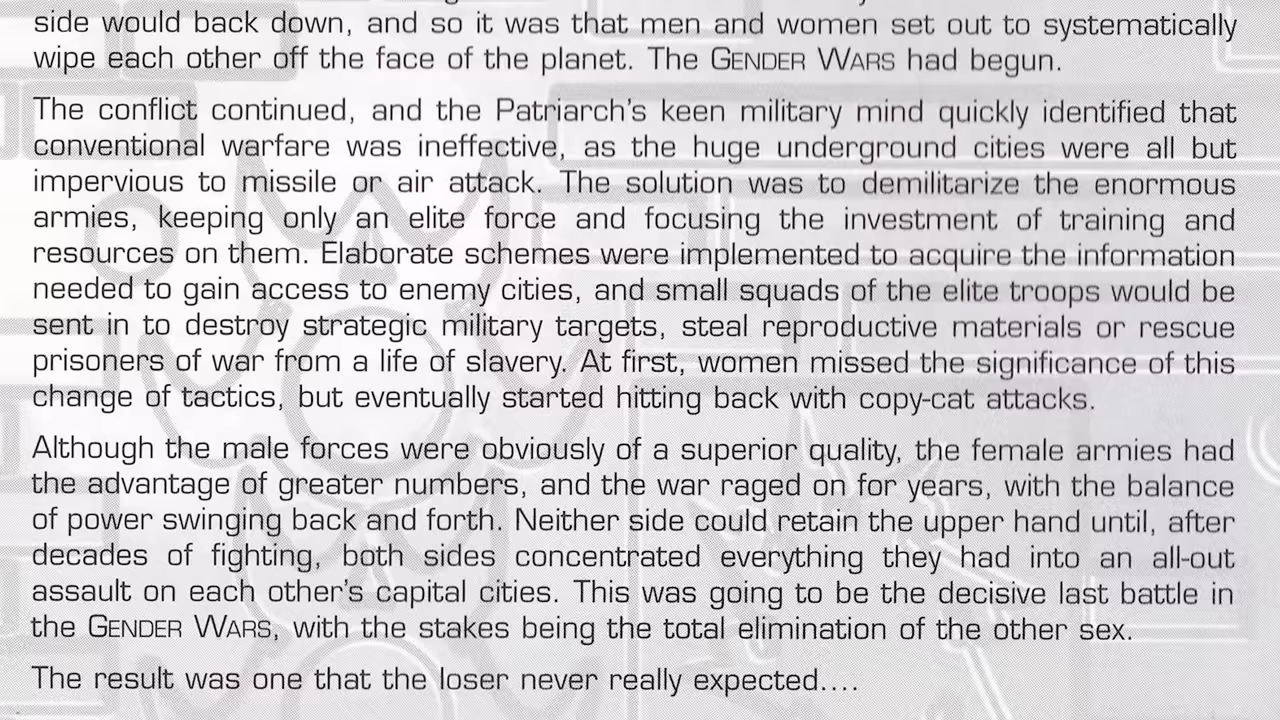 side would back down, and so it was that men and women set out to systematically
wipe each other off the face of the planet. The GENDER WARS had begun.
The conflict continued, and the Patriarch's keen military mind quickly identified that
conventional warfare was ineffective, as the huge underground cities were all but
impervious to missile or air attack. The solution was to demilitarize the enormous
armies, keeping only an elite force and focusing the investment of training and
resources on them. Elaborate schemes were implemented to acquire the information
needed to gain access to enemy cities, and small squads of the elite troops would be
sent in to destroy strategic military targets, steal reproductive materials or rescue
prisoners of war from a life of slavery. At first, women missed the significance of this
change of tactics, but eventually started hitting back with copy-cat attacks.
Although the male forces were obviously of a superior quality, the female armies had
the advantage of greater numbers, and the war raged on for years, with the balance
of power swinging back and forth. Neither side could retain the upper hand until, after
decades of fighting, both sides concentrated everything they had into an all-out
assault on each other's capital cities. This was going to be the decisive last battle in
the GENDER WARS, with the stakes being the total elimination of the other sex.
The result was one that the loser never really expected....